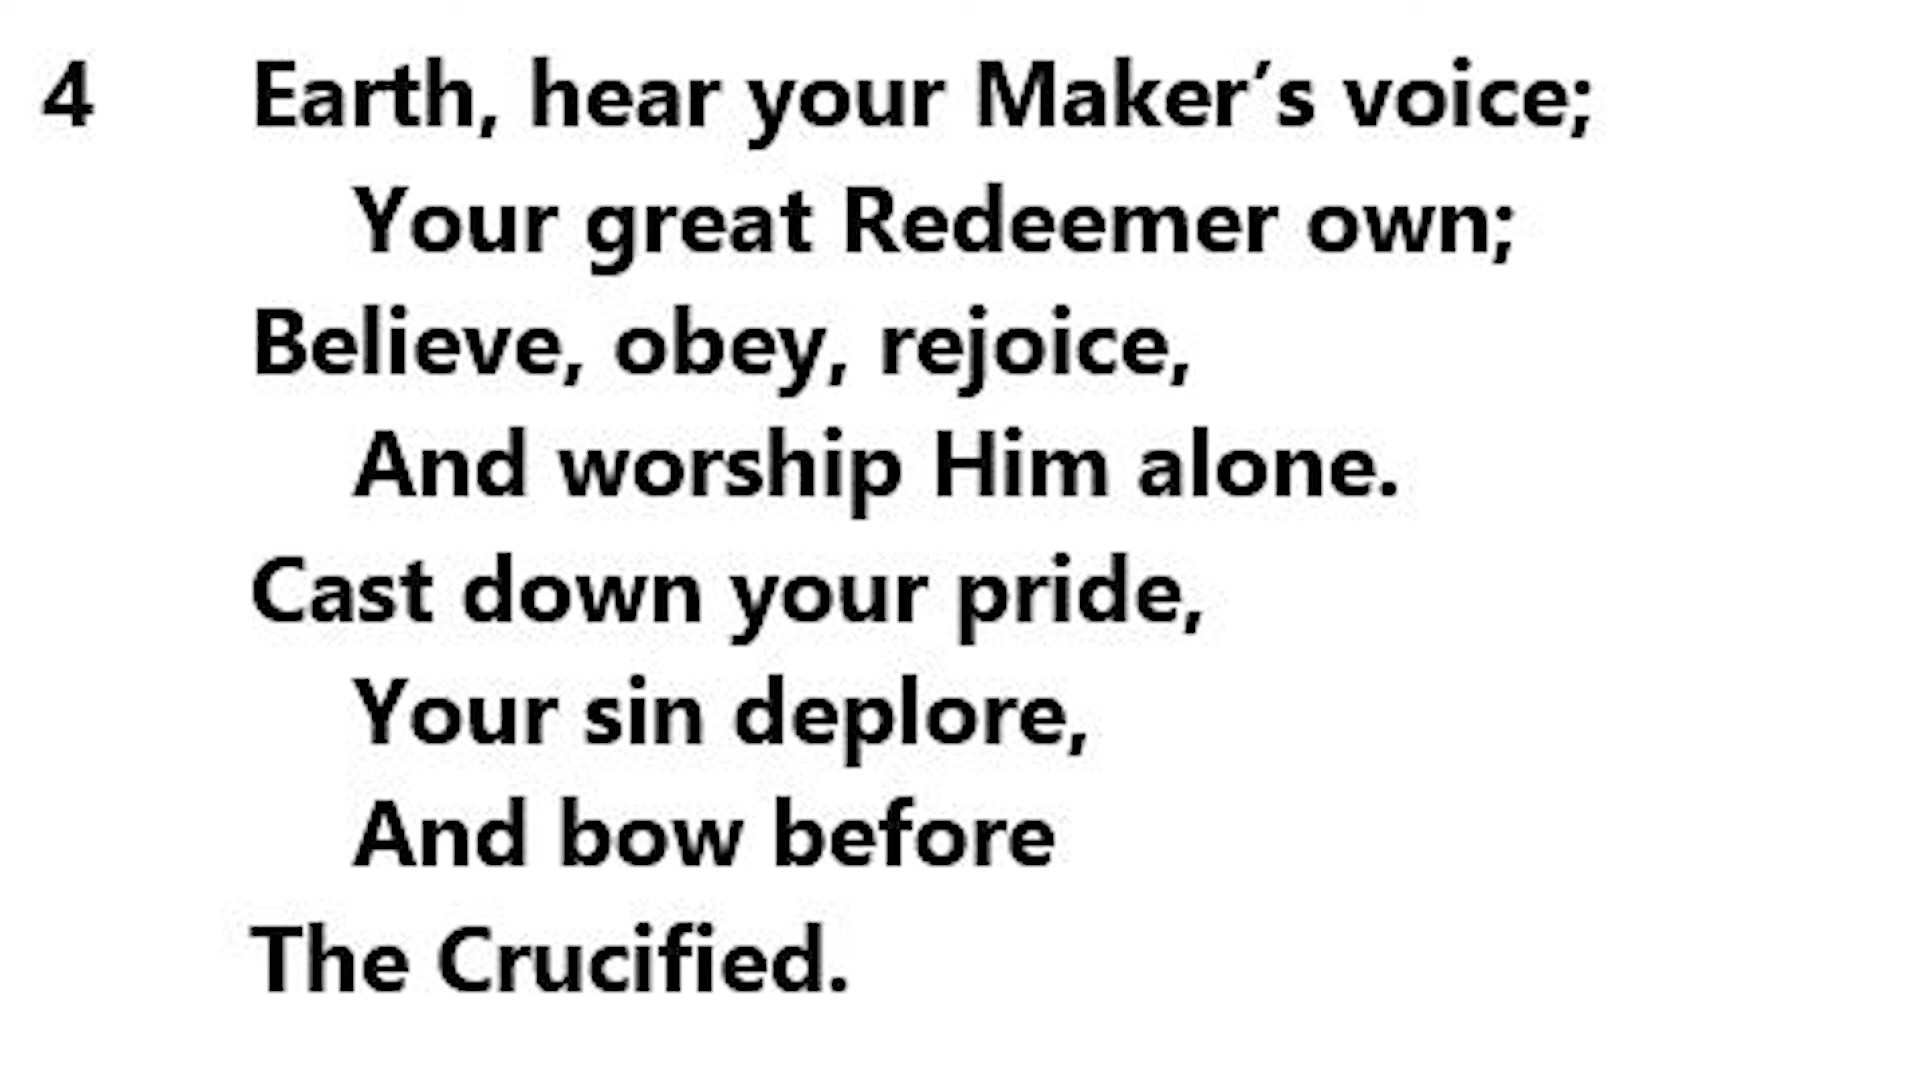 4 Earth, hear your Maker’s voice;
Your great Redeemer own;
Believe, obey, rejoice,
And worship Him alone.
Cast down your pride,
Your sin deplore,
And bow before
The Crucified.